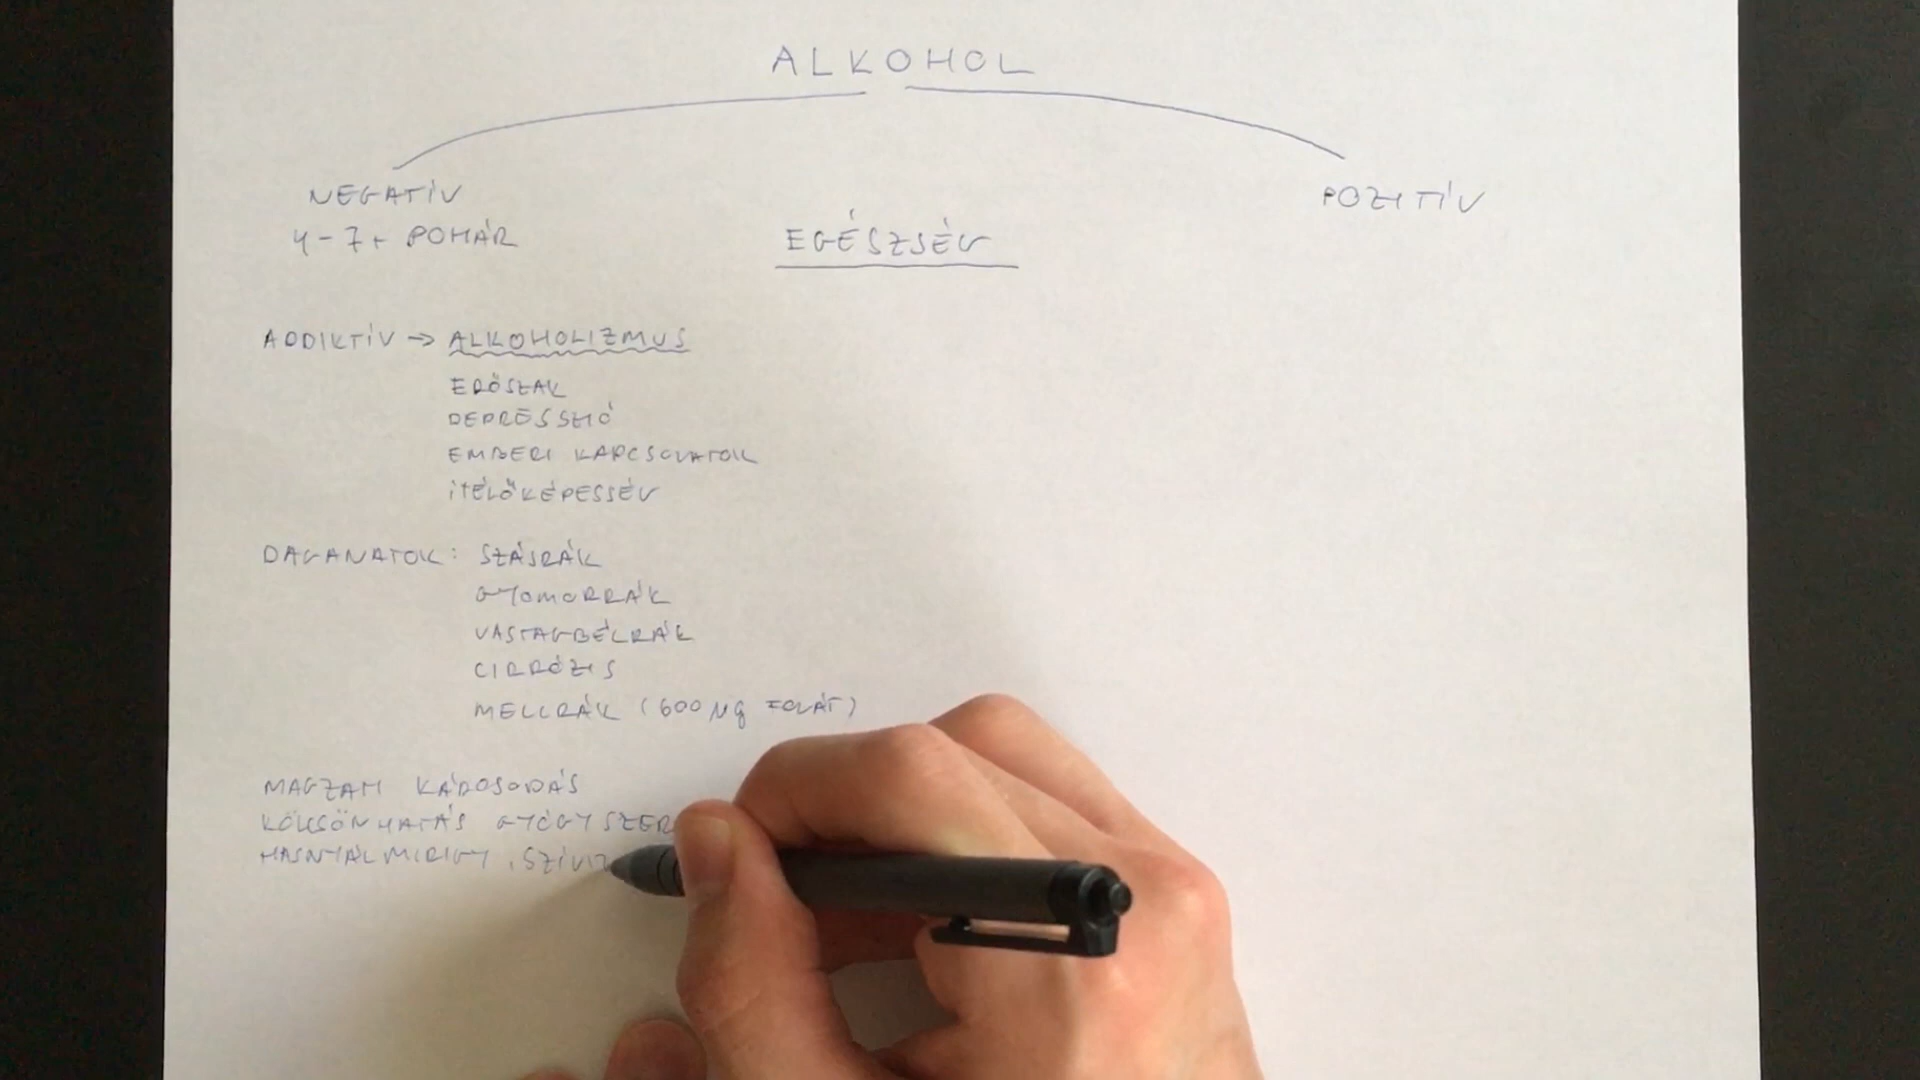 ALKOHOL
NEGATÍV
POZITÍV
4-7+ POHÁR
EGÉSZSÉG
ADDIKTÍV → ALKOHOLIZMUS
ERŐSZAK
DEPRESSZIÓ
EMBERI KAPCSOLATOK
ÍTÉLŐKÉPESSÉG
DAGANATOK: SZÁJRÁK
GYOMORRÁK
VASTAGBÉLRÁK
CIRRÓZIS
MELLRÁK (600 μg FOLÁT)
MAGZATI KÁROSODÁS
KÖLCSÖNHATÁS GYÓGYSZER
HASNYÁLMIRIGY, SZÍVIZ